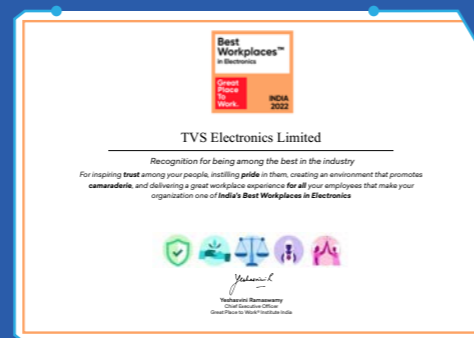 Best
Workplaces™
in Electronics
Great
Place
To
Work.
INDIA
2022
TVS Electronics Limited
Recognition for being among the best in the industry
For inspiring trust among your people, instilling pride in them, creating an environment that promotes
camaraderie, and delivering a great workplace experience for all your employees that make your
organization one of India's Best Workplaces in Electronics
Yeshasvini R
Yeshasvini Ramaswamy
Chief Executive Officer
Great Place to Work® Institute India